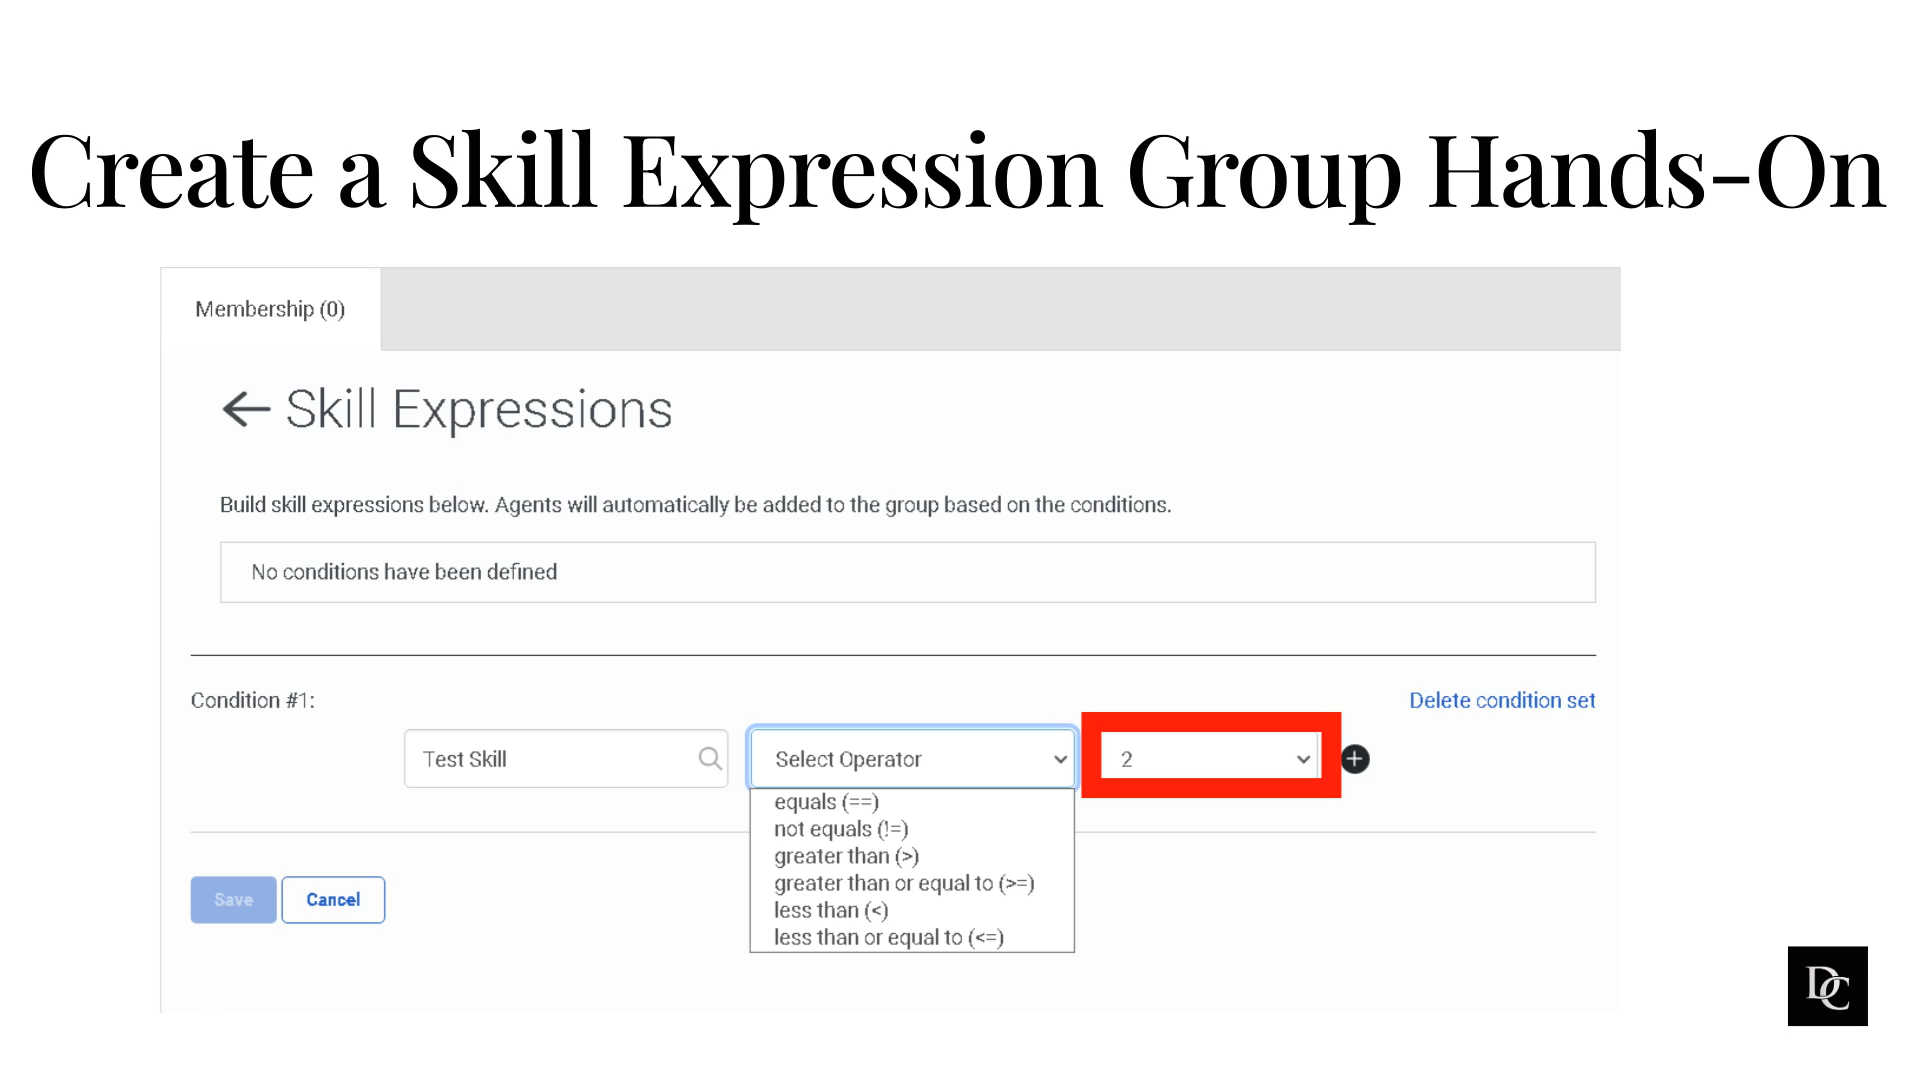 Create a Skill Expression Group Hands-On
Membership (0)
Skill Expressions
Build skill expressions below. Agents will automatically be added to the group based on the conditions.
No conditions have been defined
Condition #1:
Delete condition set
Test Skill
Select Operator
2
equals (==)
not equals (!=)
greater than (>)
greater than or equal to (>=)
less than (<)
less than or equal to (<=)
Save
Cancel
DC